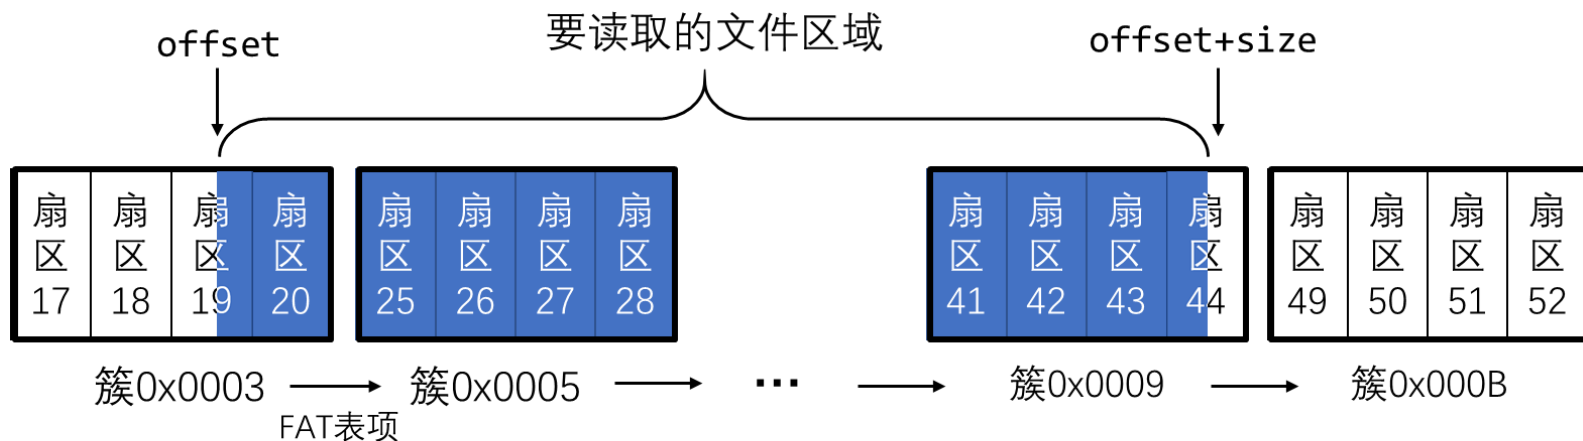 要读取的文件区域
offset
offset+size
扇区17 扇区18 扇区19 扇区20 扇区25 扇区26 扇区27 扇区28 扇区41 扇区42 扇区43 扇区44 扇区49 扇区50 扇区51 扇区52
簇0x0003 簇0x0005 ... 簇0x0009 簇0x000B
FAT表项